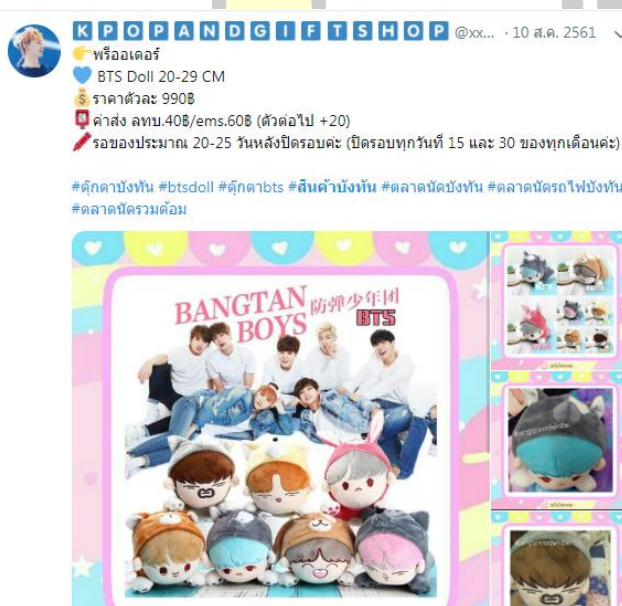 KPOPANDGIFTSHOP @xx... · 10 ส.ค. 2561
👉พรีออเดอร์
💙 BTS Doll 20-29 CM
💲ราคาตัวละ 990฿
📮ค่าส่ง ลทบ.40฿/ems.60฿ (ตัวต่อไป +20)
🖍รอของประมาณ 20-25 วันหลังปิดรอบค่ะ (ปิดรอบทุกวันที่ 15 และ 30 ของทุกเดือนค่ะ)
#ตุ๊กตาบังทัน #btsdoll #ตุ๊กตาbts #สินค้าบังทัน #ตลาดนัดบังทัน #ตลาดนัดรถไฟบังทัน
#ตลาดนัดรวมด้อม
BANGTAN
BOYS
防弹少年团
BTS